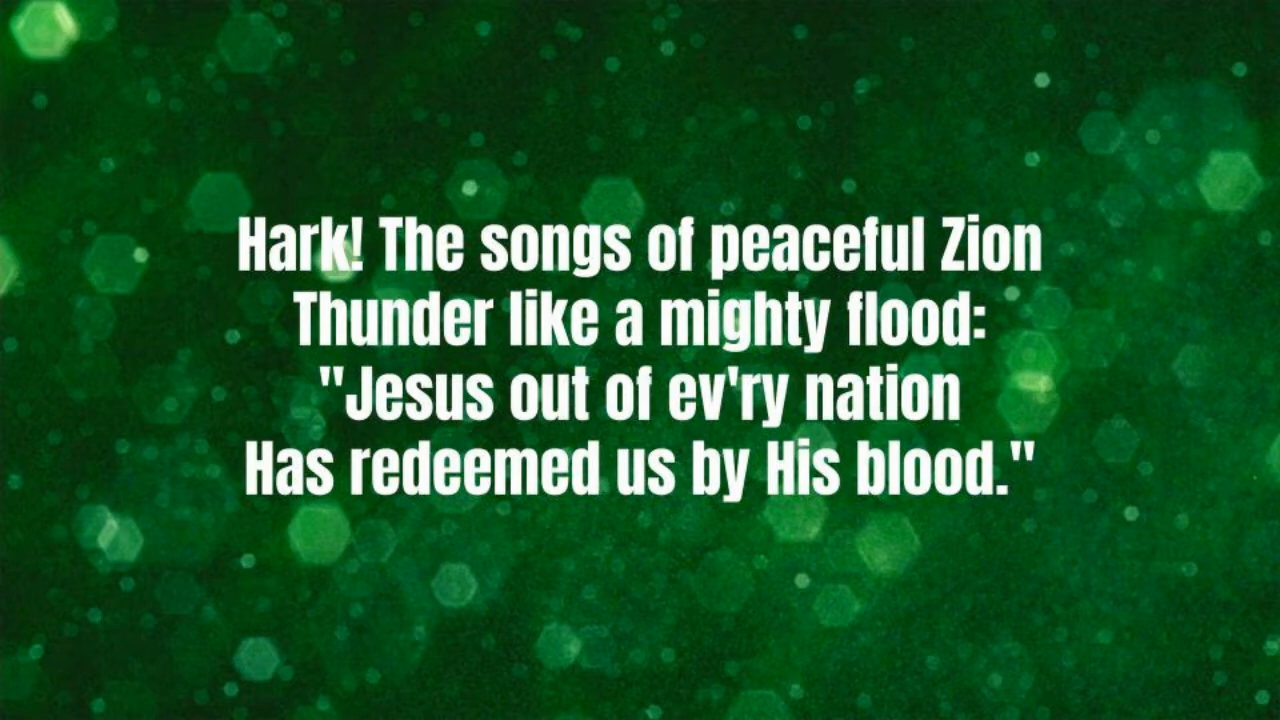 Hark! The songs of peaceful Zion
Thunder like a mighty flood:
"Jesus out of ev'ry nation
Has redeemed us by His blood."